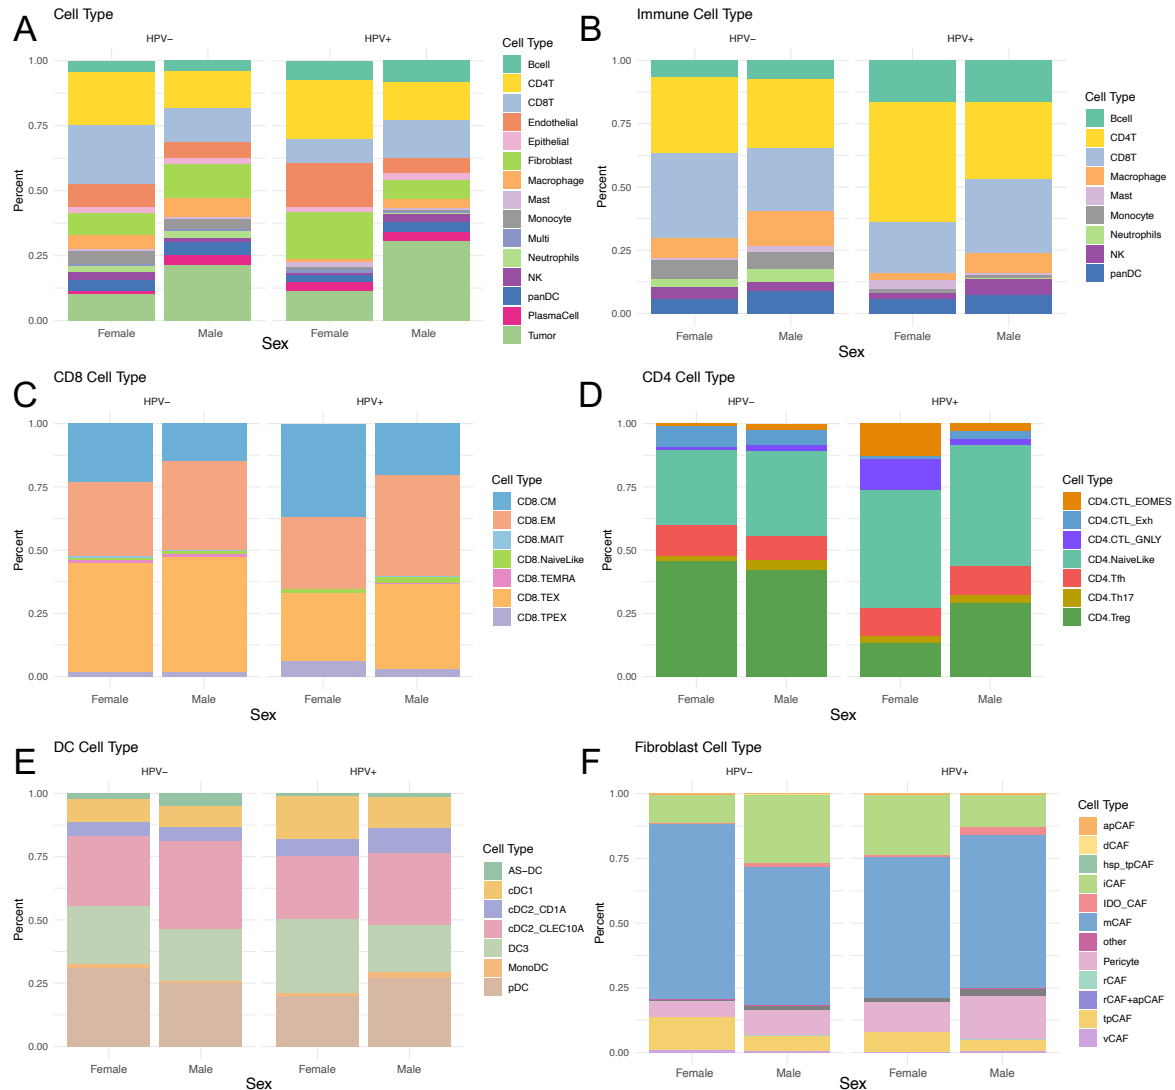 A
Cell Type
HPV−
HPV+
Percent
1.00
0.75
0.50
0.25
0.00
Female
Male
Female
Male
Sex
Cell Type
Bcell
CD4T
CD8T
Endothelial
Epithelial
Fibroblast
Macrophage
Mast
Monocyte
Multi
Neutrophils
NK
panDC
PlasmaCell
Tumor
B
Immune Cell Type
HPV−
HPV+
Percent
1.00
0.75
0.50
0.25
0.00
Female
Male
Female
Male
Sex
Cell Type
Bcell
CD4T
CD8T
Macrophage
Mast
Monocyte
Neutrophils
NK
panDC
C
CD8 Cell Type
HPV−
HPV+
Percent
1.00
0.75
0.50
0.25
0.00
Female
Male
Female
Male
Sex
Cell Type
CD8.CM
CD8.EM
CD8.MAIT
CD8.NaiveLike
CD8.TEMRA
CD8.TEX
CD8.TPEX
D
CD4 Cell Type
HPV−
HPV+
Percent
1.00
0.75
0.50
0.25
0.00
Female
Male
Female
Male
Sex
Cell Type
CD4.CTL_EOMES
CD4.CTL_Exh
CD4.CTL_GNLY
CD4.NaiveLike
CD4.Tfh
CD4.Th17
CD4.Treg
E
DC Cell Type
HPV−
HPV+
Percent
1.00
0.75
0.50
0.25
0.00
Female
Male
Female
Male
Sex
Cell Type
AS−DC
cDC1
cDC2_CD1A
cDC2_CLEC10A
DC3
MonoDC
pDC
F
Fibroblast Cell Type
HPV−
HPV+
Percent
1.00
0.75
0.50
0.25
0.00
Female
Male
Female
Male
Sex
Cell Type
apCAF
dCAF
hsp_tpCAF
iCAF
IDO_CAF
mCAF
other
Pericyte
rCAF
rCAF+apCAF
tpCAF
vCAF